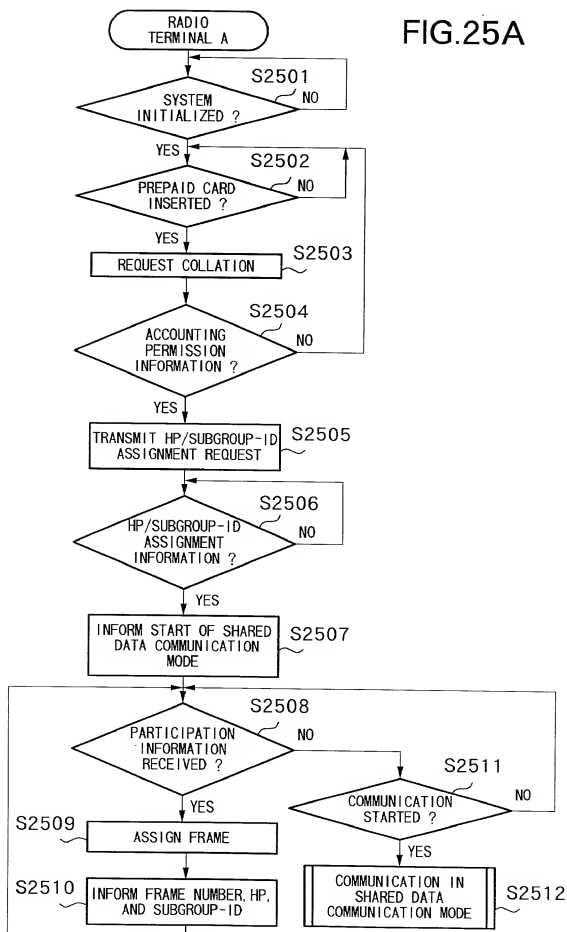 RADIO
TERMINAL A
FIG.25A
S2501
SYSTEM
INITIALIZED ?
NO
YES
S2502
PREPAID CARD
INSERTED ?
NO
YES
REQUEST COLLATION
S2503
S2504
ACCOUNTING
PERMISSION
INFORMATION ?
NO
YES
TRANSMIT HP/SUBGROUP-ID
ASSIGNMENT REQUEST
S2505
S2506
HP/SUBGROUP-ID
ASSIGNMENT
INFORMATION ?
NO
YES
INFORM START OF SHARED
DATA COMMUNICATION
MODE
S2507
S2508
PARTICIPATION
INFORMATION
RECEIVED ?
NO
YES
S2511
COMMUNICATION
STARTED ?
NO
YES
S2509
ASSIGN FRAME
S2510
INFORM FRAME NUMBER, HP,
AND SUBGROUP-ID
COMMUNICATION IN
SHARED DATA
COMMUNICATION MODE
S2512